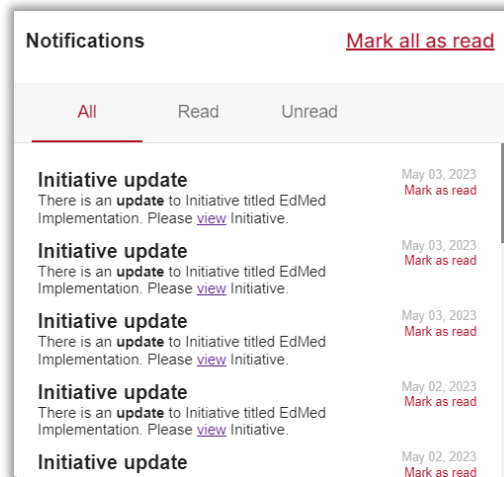 Notifications Mark all as read
All Read Unread
Initiative update May 03, 2023
Mark as read
There is an update to Initiative titled EdMed
Implementation. Please view Initiative.
Initiative update May 03, 2023
Mark as read
There is an update to Initiative titled EdMed
Implementation. Please view Initiative.
Initiative update May 03, 2023
Mark as read
There is an update to Initiative titled EdMed
Implementation. Please view Initiative.
Initiative update May 02, 2023
Mark as read
There is an update to Initiative titled EdMed
Implementation. Please view Initiative.
Initiative update May 02, 2023
Mark as read